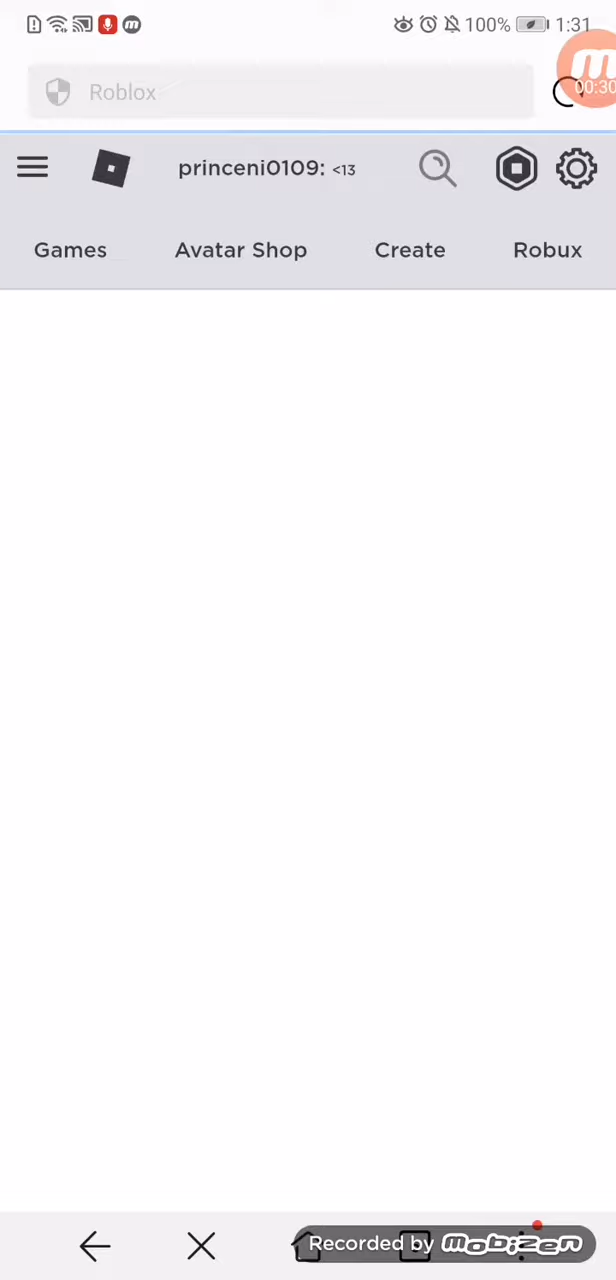 100% 1:31
Roblox
00:30
princeni0109: <13
Games Avatar Shop Create Robux
Recorded by mobizen